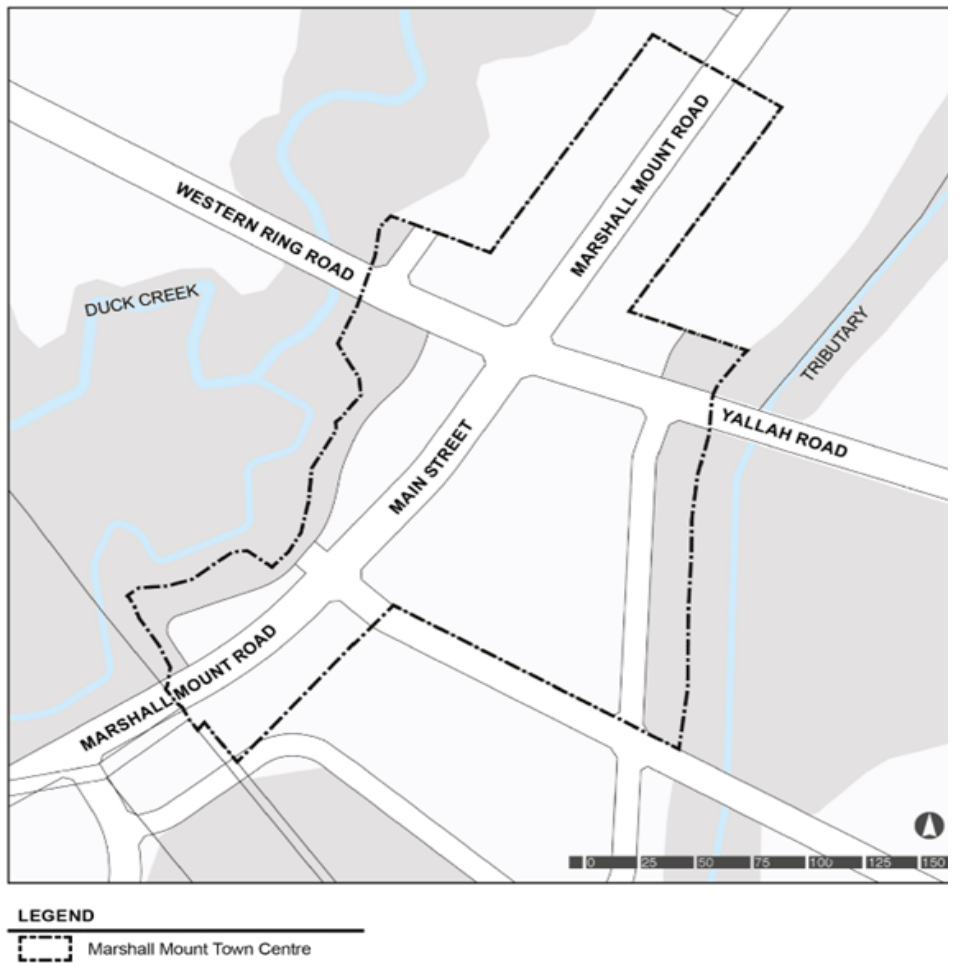 MARSHALL MOUNT ROAD
WESTERN RING ROAD
DUCK CREEK
TRIBUTARY
YALLAH ROAD
MAIN STREET
MARSHALL MOUNT ROAD
0 25 50 75 100 125 150
LEGEND
Marshall Mount Town Centre